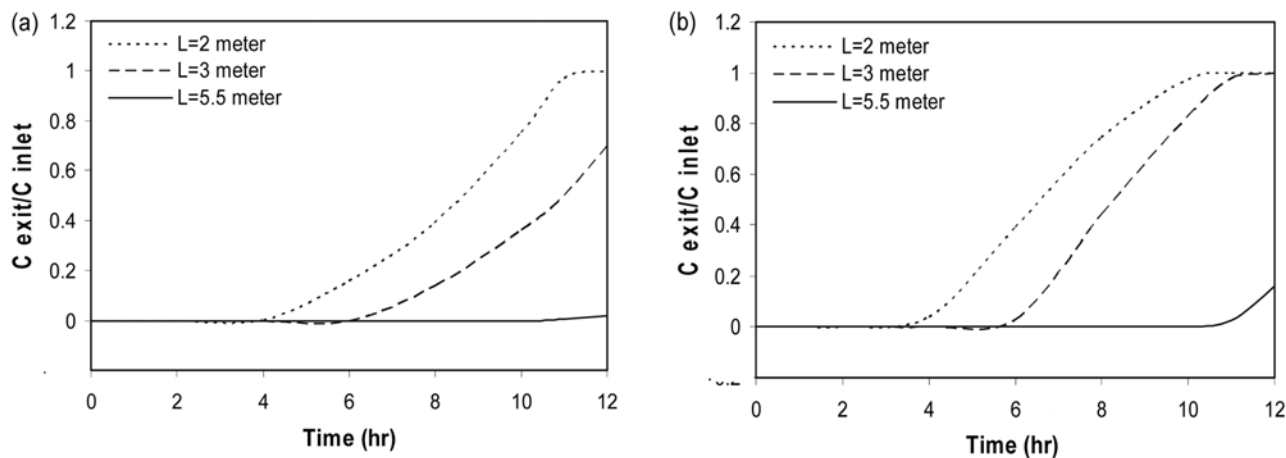 (a)
1.2
1
0.8
0.6
0.4
0.2
0
C exit/C inlet
L=2 meter
L=3 meter
L=5.5 meter
0 2 4 6 8 10 12
Time (hr)
(b)
1.2
1
0.8
0.6
0.4
0.2
0
C exit/C inlet
L=2 meter
L=3 meter
L=5.5 meter
0 2 4 6 8 10 12
Time (hr)